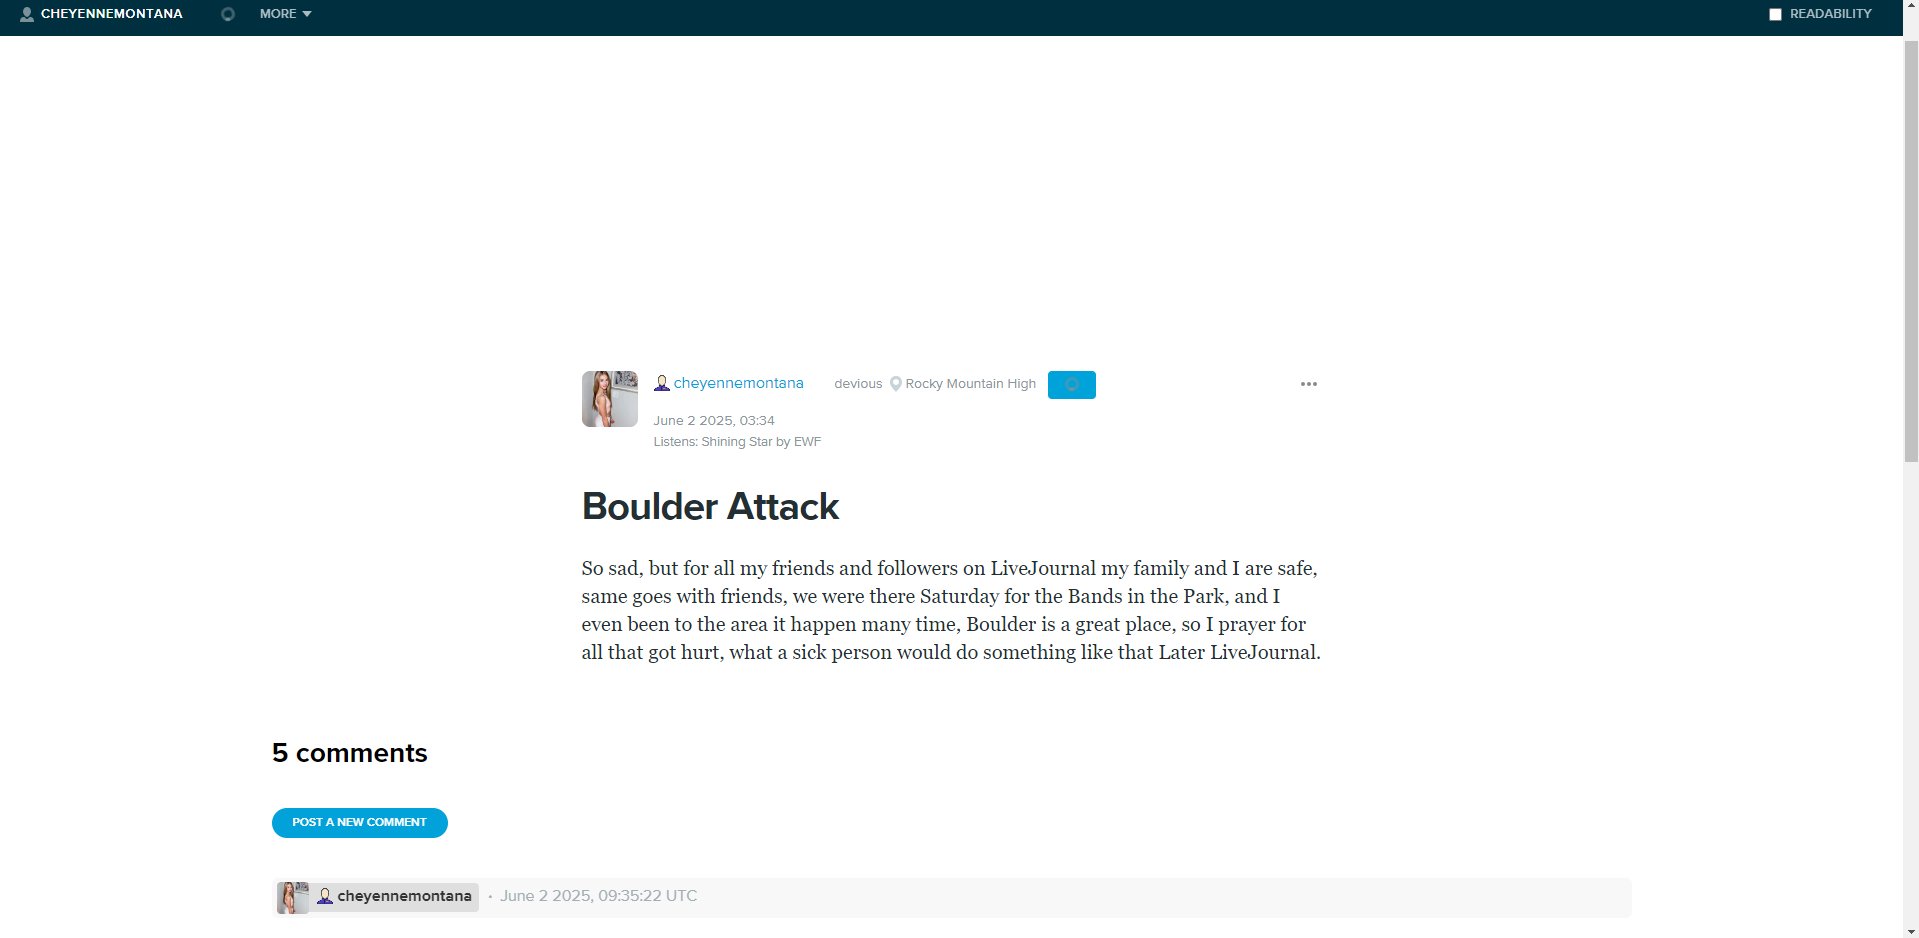 CHEYENNEMONTANA MORE READABILITY
cheyennemontana devious Rocky Mountain High
June 2 2025, 03:34
Listens: Shining Star by EWF
Boulder Attack
So sad, but for all my friends and followers on LiveJournal my family and I are safe,
same goes with friends, we were there Saturday for the Bands in the Park, and I
even been to the area it happen many time, Boulder is a great place, so I prayer for
all that got hurt, what a sick person would do something like that Later LiveJournal.
5 comments
POST A NEW COMMENT
cheyennemontana · June 2 2025, 09:35:22 UTC